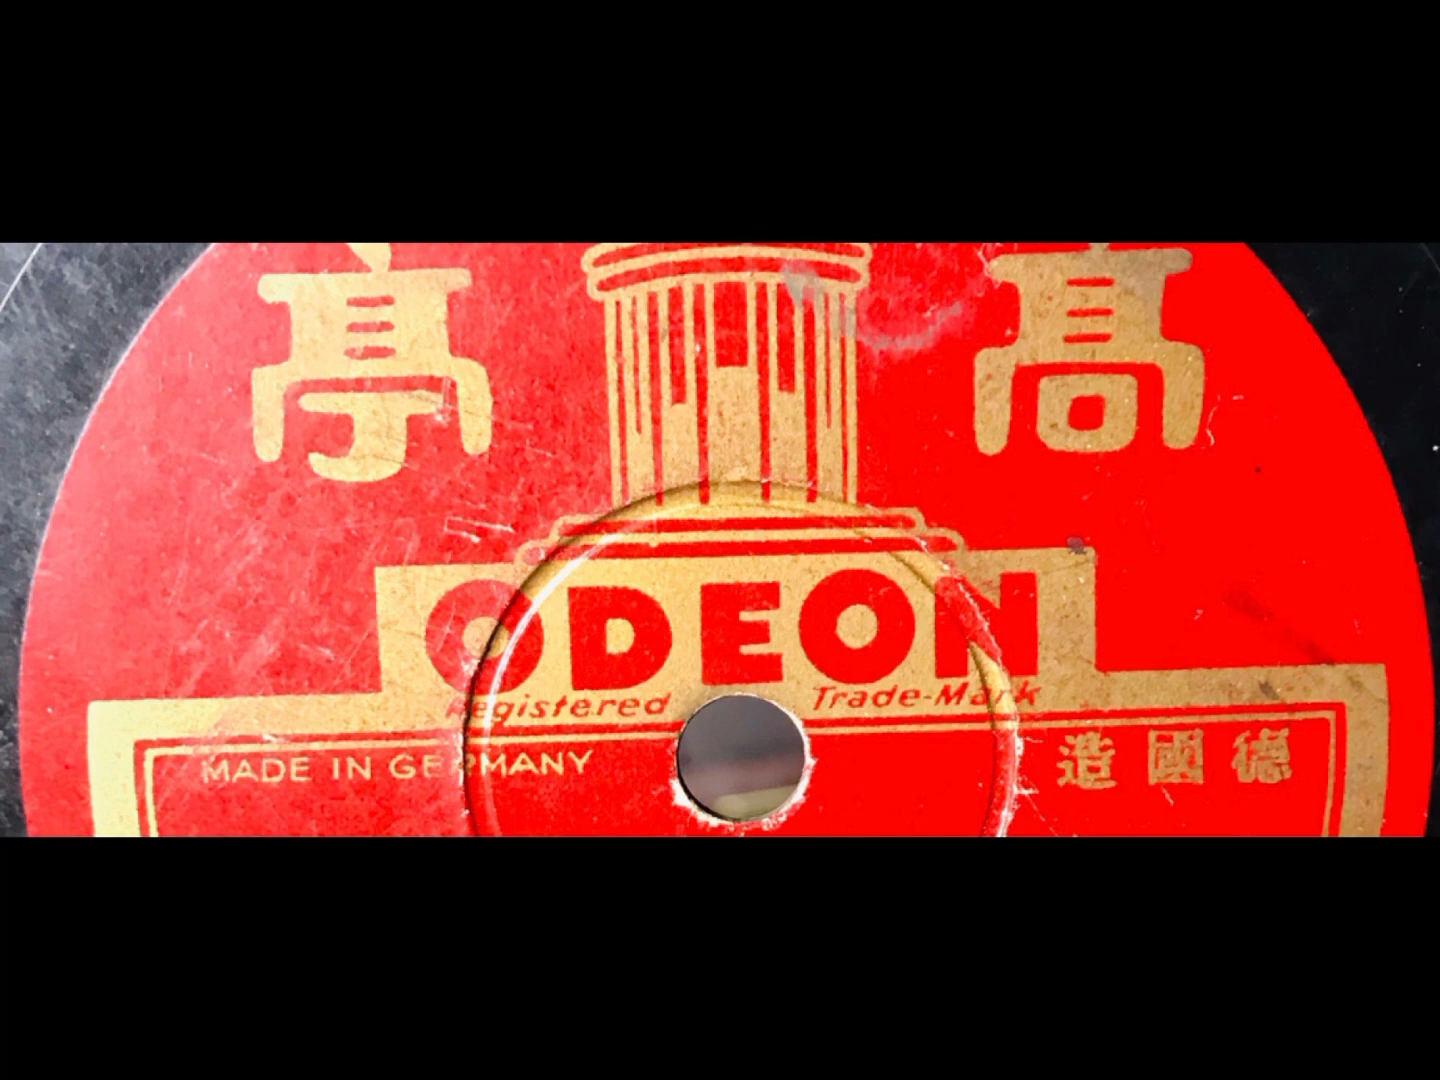 高亭
ODEON
Registered Trade-Mark
MADE IN GERMANY
德國造